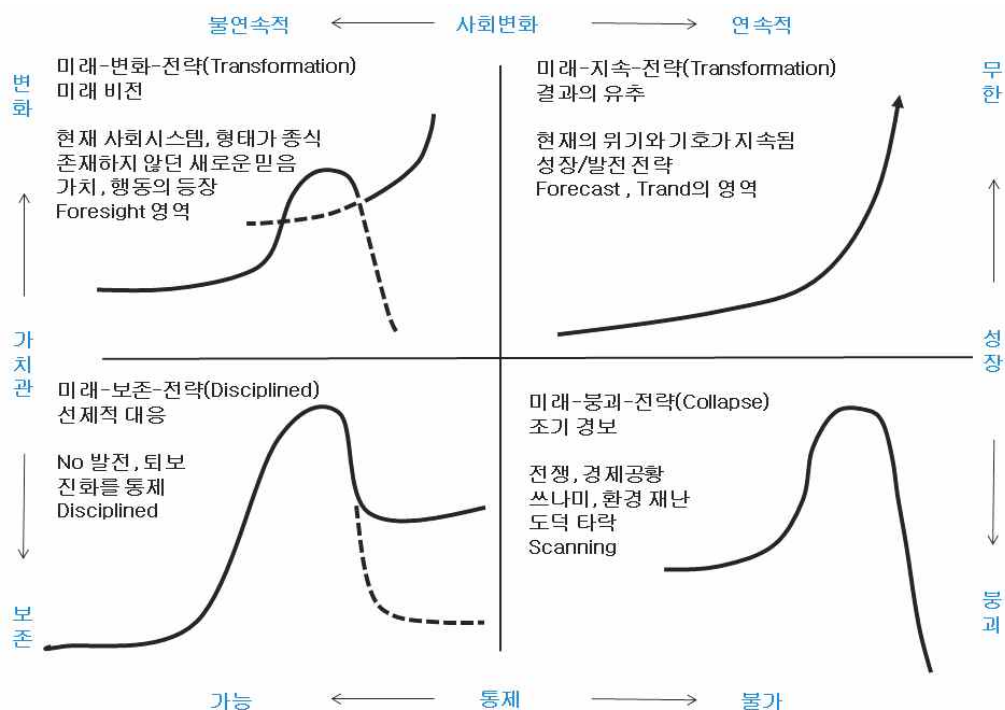 불연속적 사회변화 연속적
변화
가치관
보존
미래-변화-전략(Transformation)
미래 비전
현재 사회시스템, 형태가 종식
존재하지 않던 새로운믿음
가치, 행동의 등장
Foresight 영역
미래-지속-전략(Transformation)
결과의 유추
현재의 위기와 기호가 지속됨
성장/발전 전략
Forecast , Trand의 영역
무한
성장
붕괴
미래-보존-전략(Disciplined)
선제적 대응
No 발전, 퇴보
진화를 통제
Disciplined
미래-붕괴-전략(Collapse)
조기 경보
전쟁, 경제공황
쓰나미, 환경 재난
도덕 타락
Scanning
가능 통제 불가